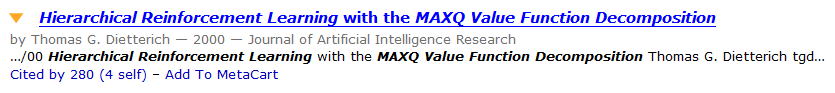 Hierarchical Reinforcement Learning with the MAXQ Value Function Decomposition
by Thomas G. Dietterich — 2000 — Journal of Artificial Intelligence Research
.../00 Hierarchical Reinforcement Learning with the MAXQ Value Function Decomposition Thomas G. Dietterich tgd...
Cited by 280 (4 self) – Add To MetaCart